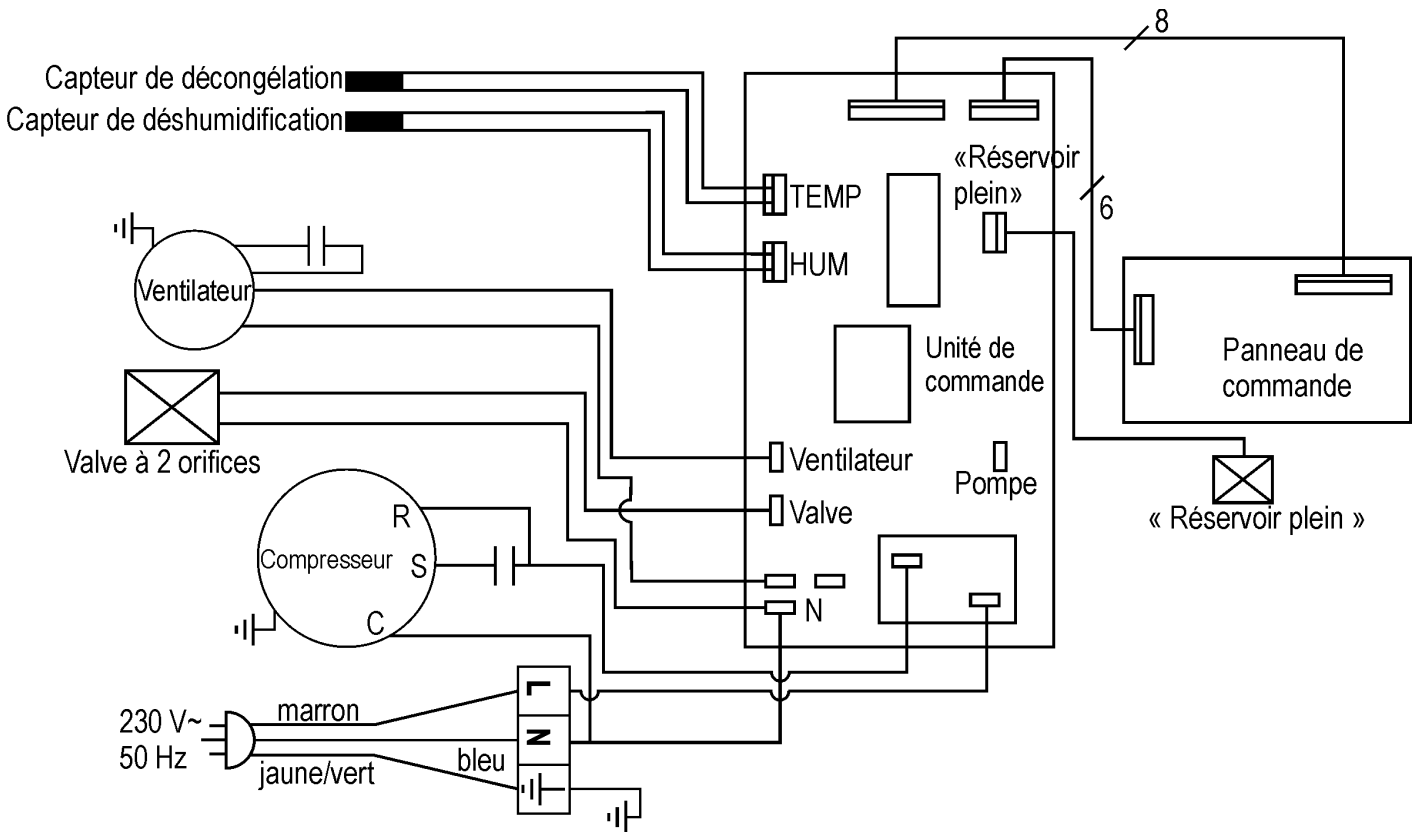 8
Capteur de décongélation
Capteur de déshumidification
«Réservoir
plein»
TEMP
6
HUM
Ventilateur
Unité de
commande
Panneau de
commande
Valve à 2 orifices
Ventilateur
Pompe
Valve
« Réservoir plein »
R
Compresseur
S
N
C
L
marron
230 V~
N
50 Hz
bleu
jaune/vert